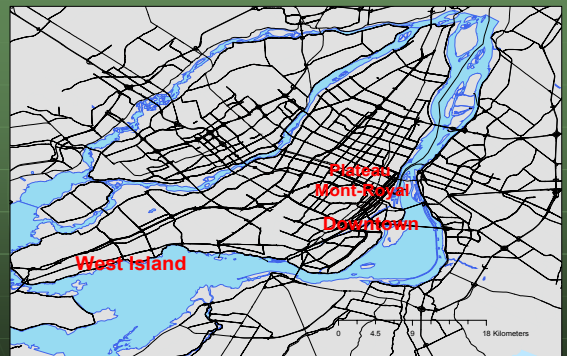 Plateau
Mont-Royal
Downtown
West Island
0 4.5 9 18 Kilometers